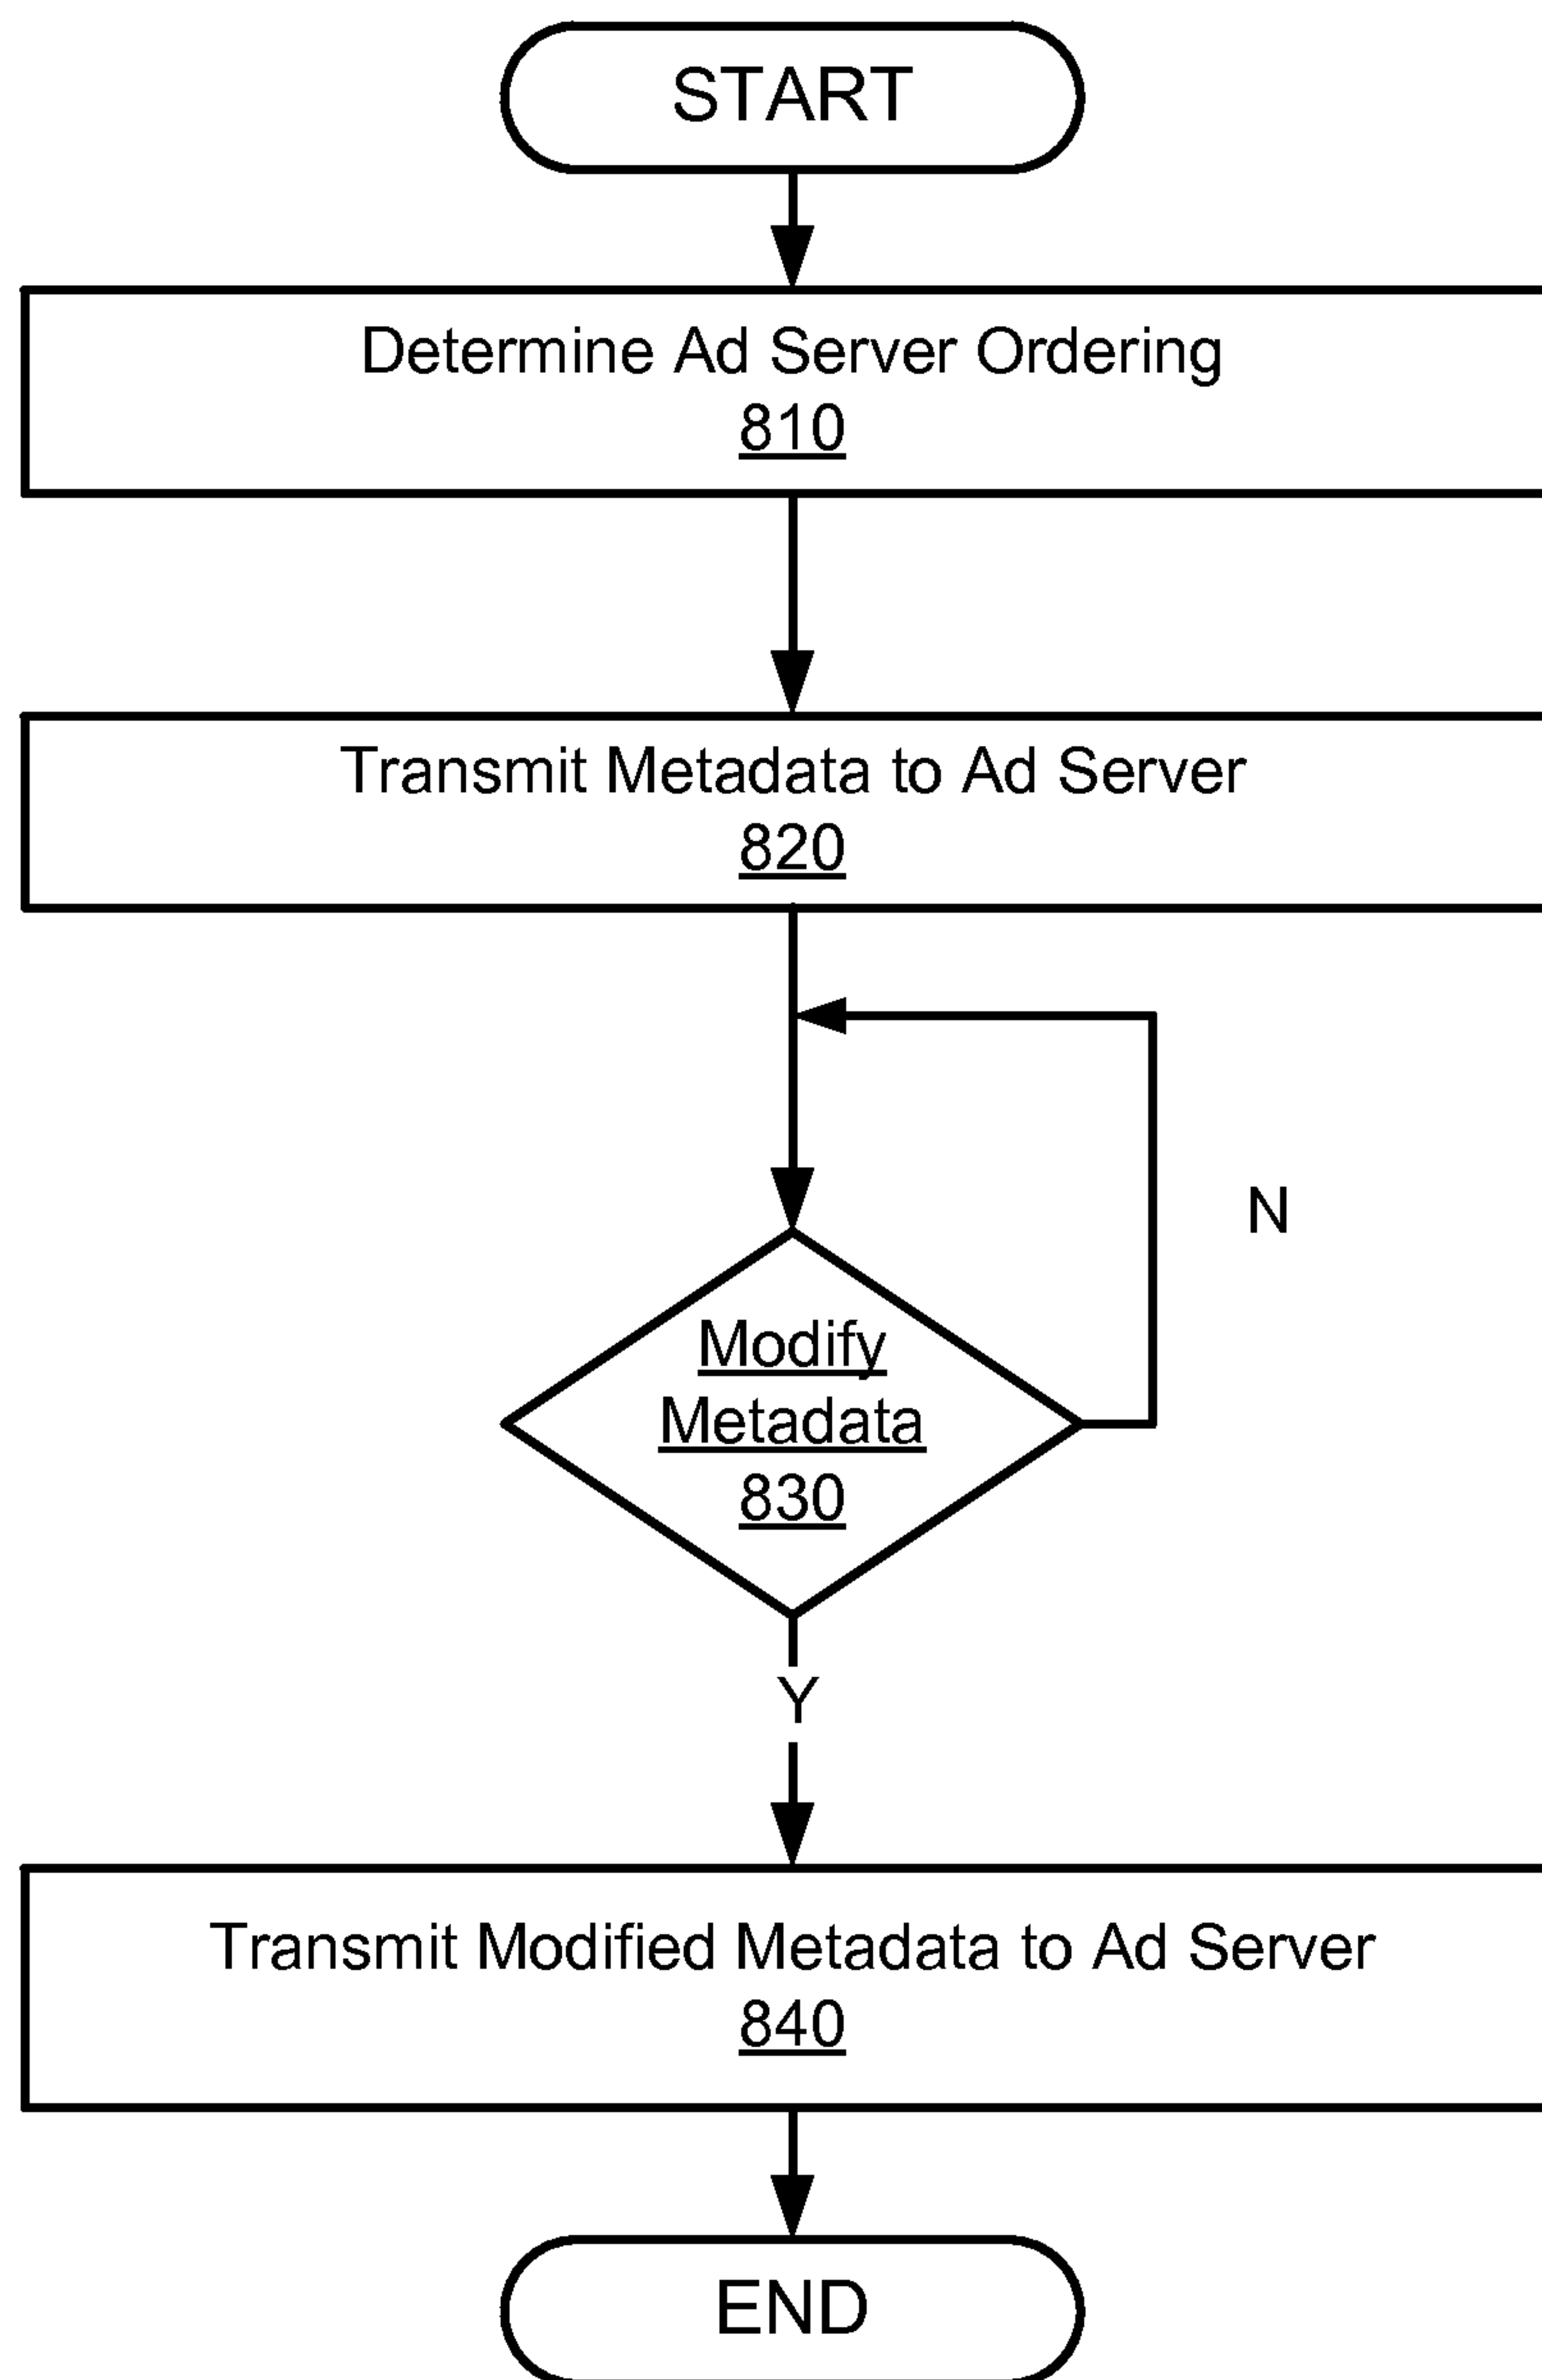 START
Determine Ad Server Ordering
810
Transmit Metadata to Ad Server
820
N
Modify
Metadata
830
Y
Transmit Modified Metadata to Ad Server
840
END